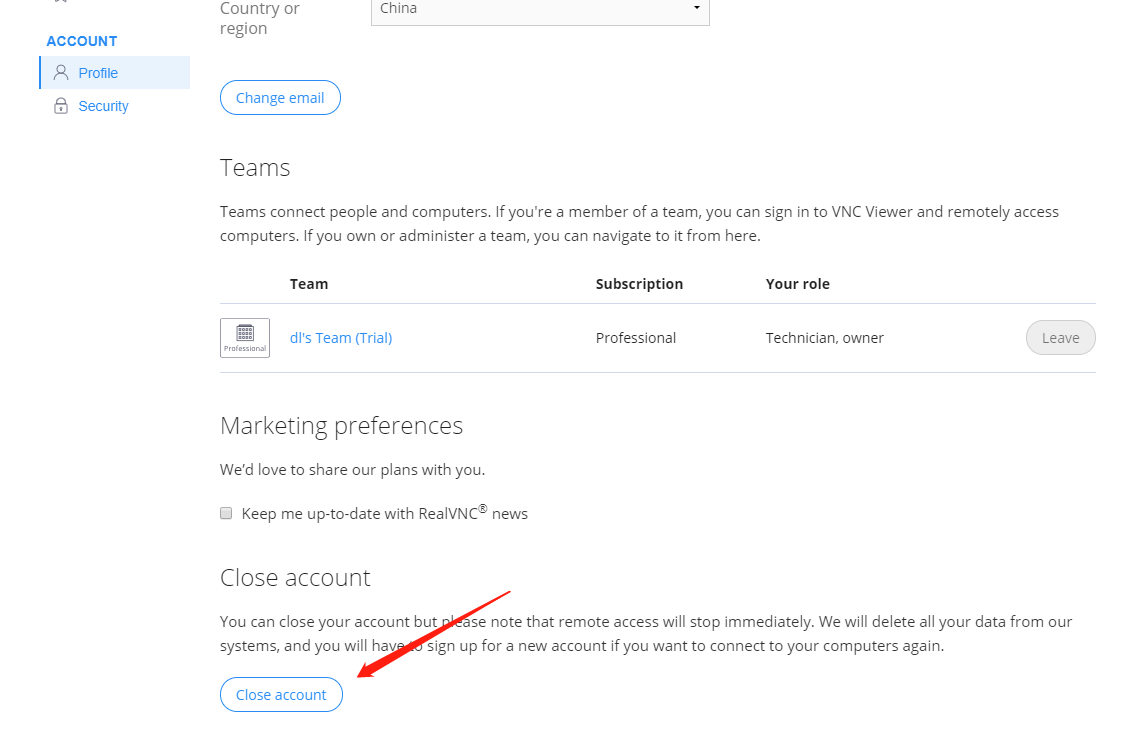 Country or
region
China
ACCOUNT
Profile
Security
Change email
Teams
Teams connect people and computers. If you're a member of a team, you can sign in to VNC Viewer and remotely access
computers. If you own or administer a team, you can navigate to it from here.
Team Subscription Your role
Professional
dl's Team (Trial) Professional Technician, owner Leave
Marketing preferences
We’d love to share our plans with you.
Keep me up-to-date with RealVNC® news
Close account
You can close your account but please note that remote access will stop immediately. We will delete all your data from our
systems, and you will have to sign up for a new account if you want to connect to your computers again.
Close account